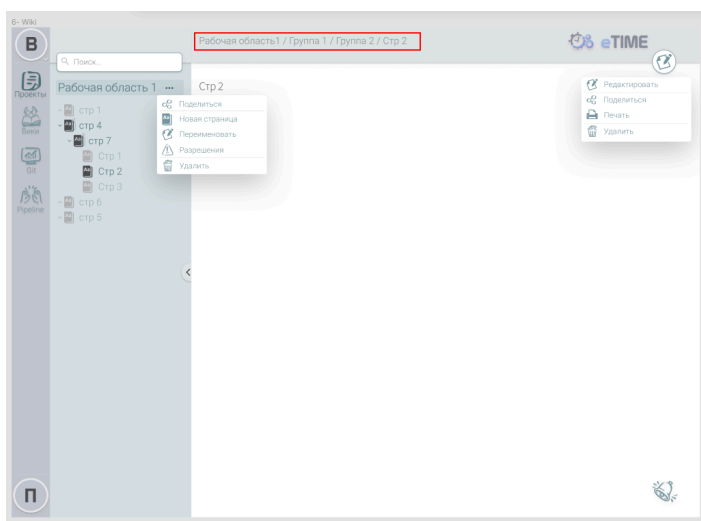 6- Wiki
В
Рабочая область1 / Группа 1 / Группа 2 / Стр 2
eTIME
Поиск...
Проекты
Рабочая область 1 ...
Стр 2
Редактировать
Поделиться
Печать
Удалить
Поделиться
Новая страница
Переименовать
Разрешения
Удалить
стр 1
стр 4
стр 7
Стр 1
Стр 2
Стр 3
стр 6
стр 5
Вики
Git
Pipeline
П